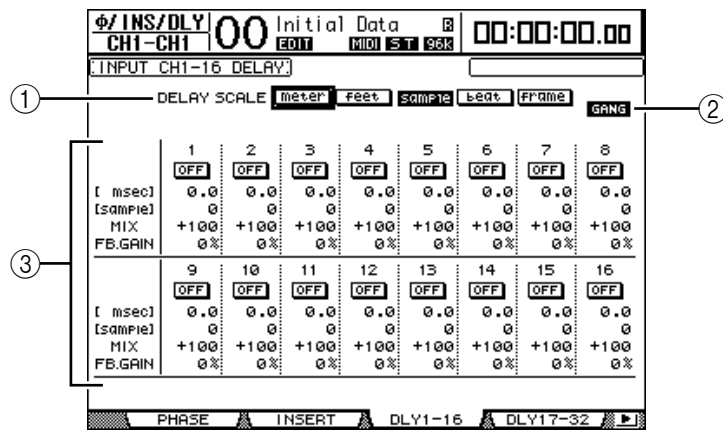 Φ/INS/DLY 00 Initial Data R 00:00:00.00
CH1-CH1 EDIT MIDI ST 96K
INPUT CH1-16 DELAY
① DELAY SCALE meter feet sample beat frame
GANG ②
③
1 2 3 4 5 6 7 8
OFF OFF OFF OFF OFF OFF OFF OFF
[ msec] 0.0 0.0 0.0 0.0 0.0 0.0 0.0 0.0
[sample] 0 0 0 0 0 0 0 0
MIX +100 +100 +100 +100 +100 +100 +100 +100
FB.GAIN 0% 0% 0% 0% 0% 0% 0% 0%
9 10 11 12 13 14 15 16
OFF OFF OFF OFF OFF OFF OFF OFF
[ msec] 0.0 0.0 0.0 0.0 0.0 0.0 0.0 0.0
[sample] 0 0 0 0 0 0 0 0
MIX +100 +100 +100 +100 +100 +100 +100 +100
FB.GAIN 0% 0% 0% 0% 0% 0% 0% 0%
PHASE INSERT DLY1-16 DLY17-32